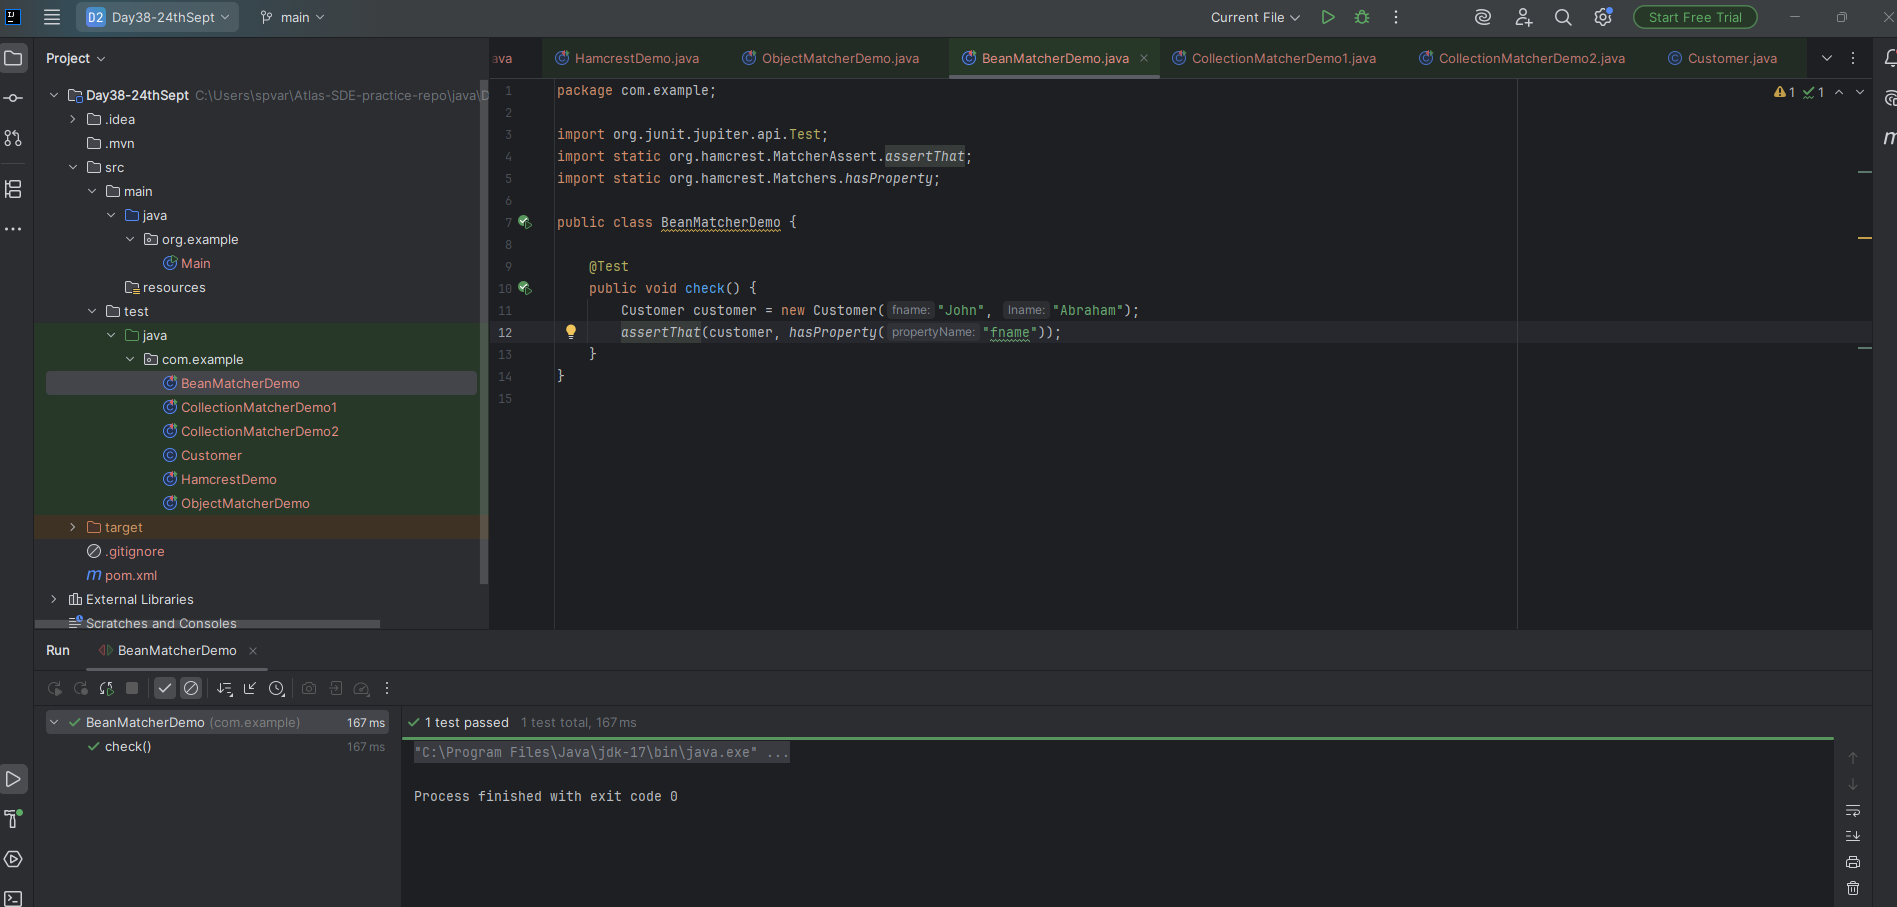 D2 Day38-24thSept main Current File Start Free Trial
Project
Day38-24thSept C:\Users\spvar\Atlas-SDE-practice-repo\java\D
.idea
.mvn
src
main
java
org.example
Main
resources
test
java
com.example
BeanMatcherDemo
CollectionMatcherDemo1
CollectionMatcherDemo2
Customer
HamcrestDemo
ObjectMatcherDemo
target
.gitignore
m pom.xml
External Libraries
Scratches and Consoles
ava HamcrestDemo.java ObjectMatcherDemo.java BeanMatcherDemo.java CollectionMatcherDemo1.java CollectionMatcherDemo2.java Customer.java
1 1
1 package com.example;
2
3 import org.junit.jupiter.api.Test;
4 import static org.hamcrest.MatcherAssert.assertThat;
5 import static org.hamcrest.Matchers.hasProperty;
6
7 public class BeanMatcherDemo {
8
9 @Test
10 public void check() {
11 Customer customer = new Customer( fname: "John", lname: "Abraham");
12 assertThat(customer, hasProperty( propertyName: "fname"));
13 }
14 }
15
m
Run BeanMatcherDemo
BeanMatcherDemo (com.example) 167 ms
check() 167 ms
1 test passed 1 test total, 167 ms
"C:\Program Files\Java\jdk-17\bin\java.exe" ...
Process finished with exit code 0